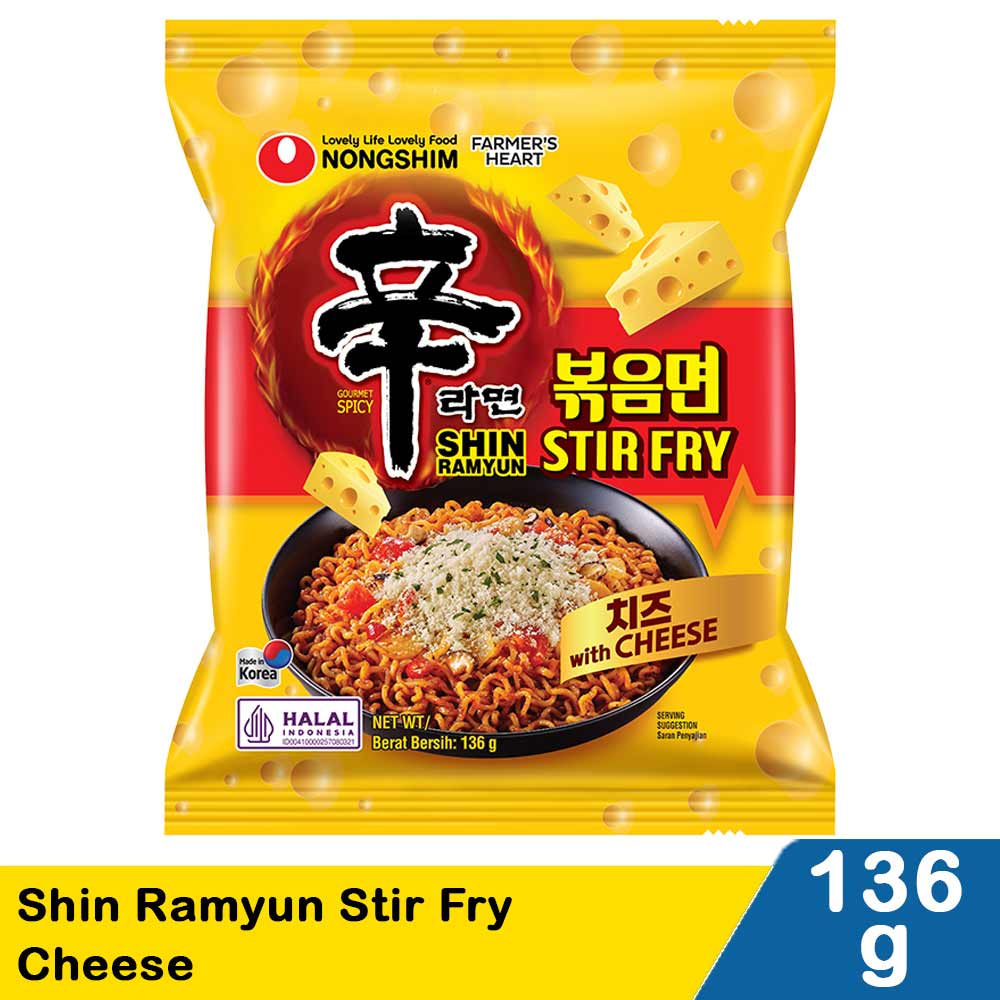 Lovely Life Lovely Food
NONGSHIM
FARMER'S
HEART
辛
GOURMET
SPICY
라면
SHIN
RAMYUN
볶음면
STIR FRY
치즈
with CHEESE
Made in
Korea
HALAL
INDONESIA
ID00410000257080321
NET WT/
Berat Bersih: 136 g
SERVING
SUGGESTION
Saran Penyajian
Shin Ramyun Stir Fry
Cheese
136
g